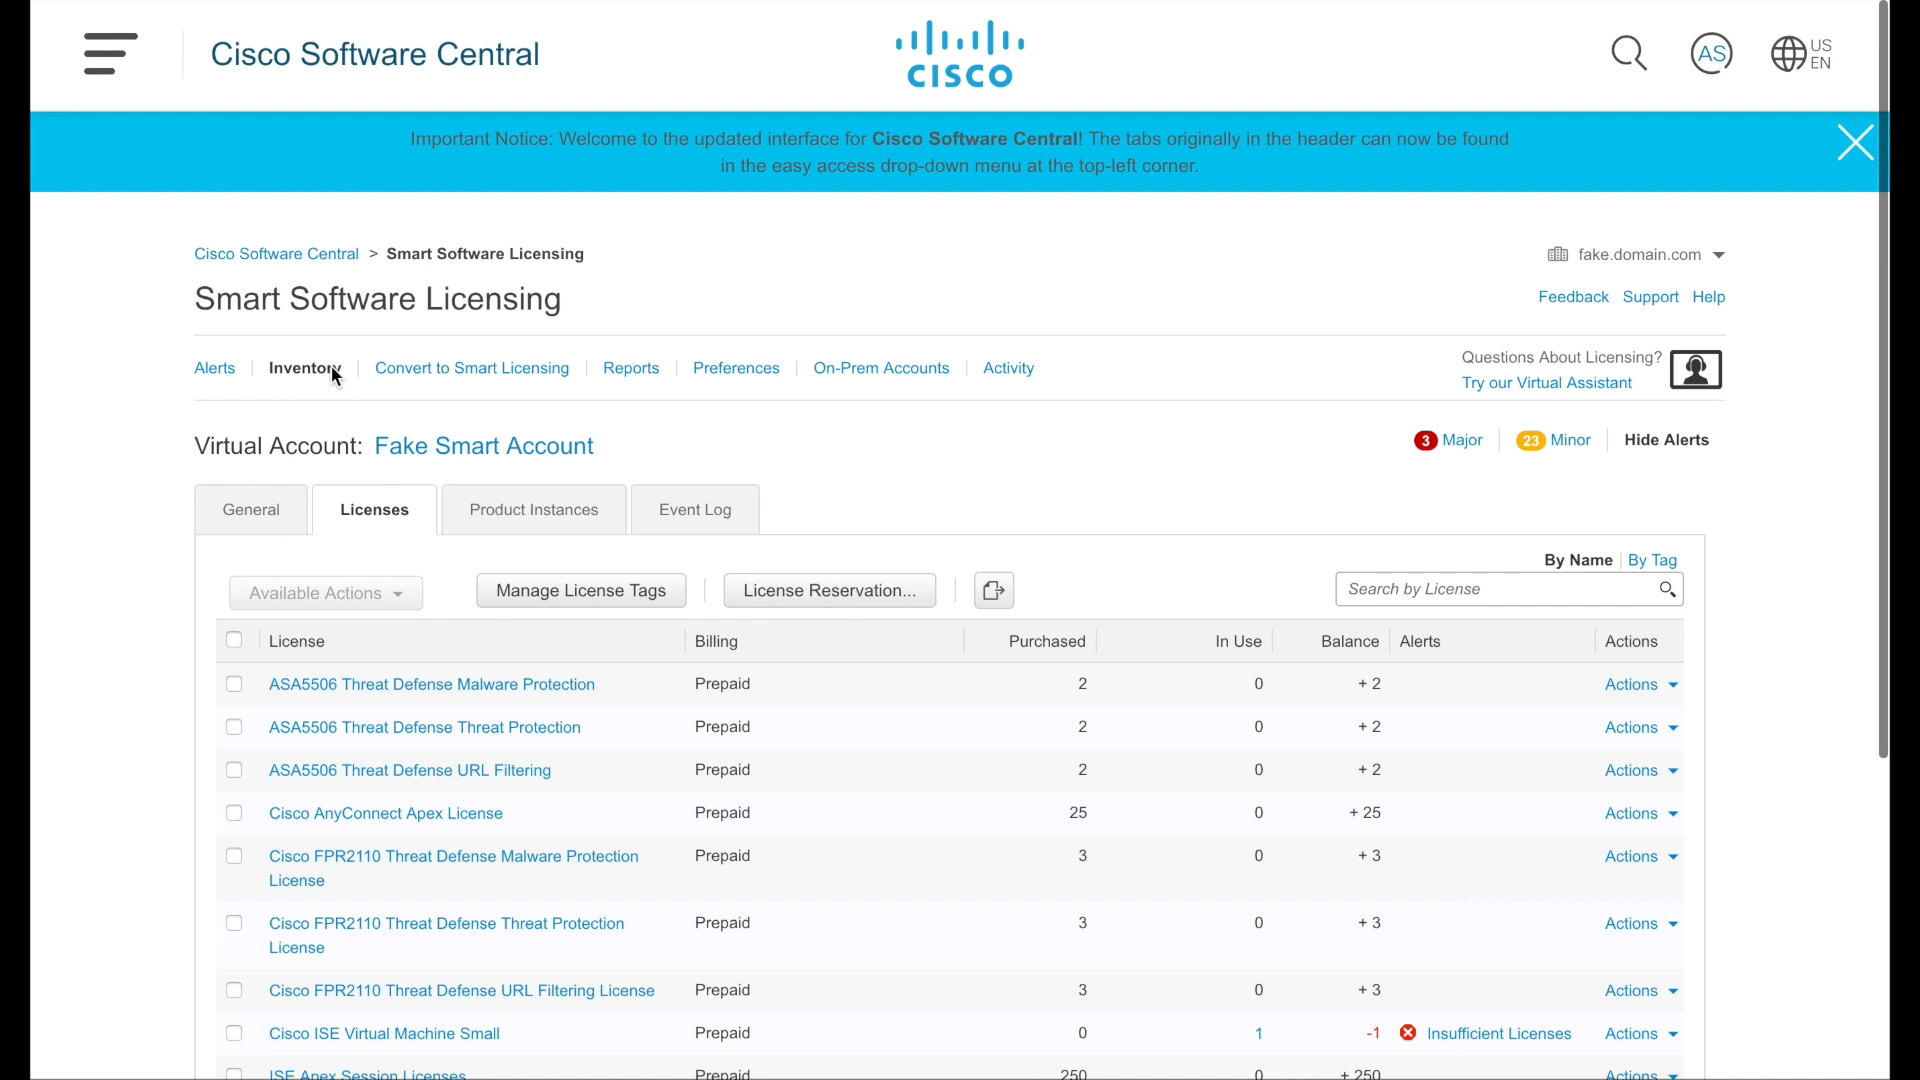 Cisco Software Central
CISCO
AS
US
EN
Important Notice: Welcome to the updated interface for Cisco Software Central! The tabs originally in the header can now be found
in the easy access drop-down menu at the top-left corner.
Cisco Software Central > Smart Software Licensing
fake.domain.com
Smart Software Licensing
Feedback Support Help
Alerts Inventory Convert to Smart Licensing Reports Preferences On-Prem Accounts Activity
Questions About Licensing?
Try our Virtual Assistant
Virtual Account: Fake Smart Account
3 Major 23 Minor Hide Alerts
General Licenses Product Instances Event Log
By Name By Tag
Available Actions Manage License Tags License Reservation... Search by License
License Billing Purchased In Use Balance Alerts Actions
ASA5506 Threat Defense Malware Protection Prepaid 2 0 + 2 Actions
ASA5506 Threat Defense Threat Protection Prepaid 2 0 + 2 Actions
ASA5506 Threat Defense URL Filtering Prepaid 2 0 + 2 Actions
Cisco AnyConnect Apex License Prepaid 25 0 + 25 Actions
Cisco FPR2110 Threat Defense Malware Protection Prepaid 3 0 + 3 Actions
License
Cisco FPR2110 Threat Defense Threat Protection Prepaid 3 0 + 3 Actions
License
Cisco FPR2110 Threat Defense URL Filtering License Prepaid 3 0 + 3 Actions
Cisco ISE Virtual Machine Small Prepaid 0 1 -1 Insufficient Licenses Actions
ISE Apex Session Licenses Prepaid 250 0 + 250 Actions